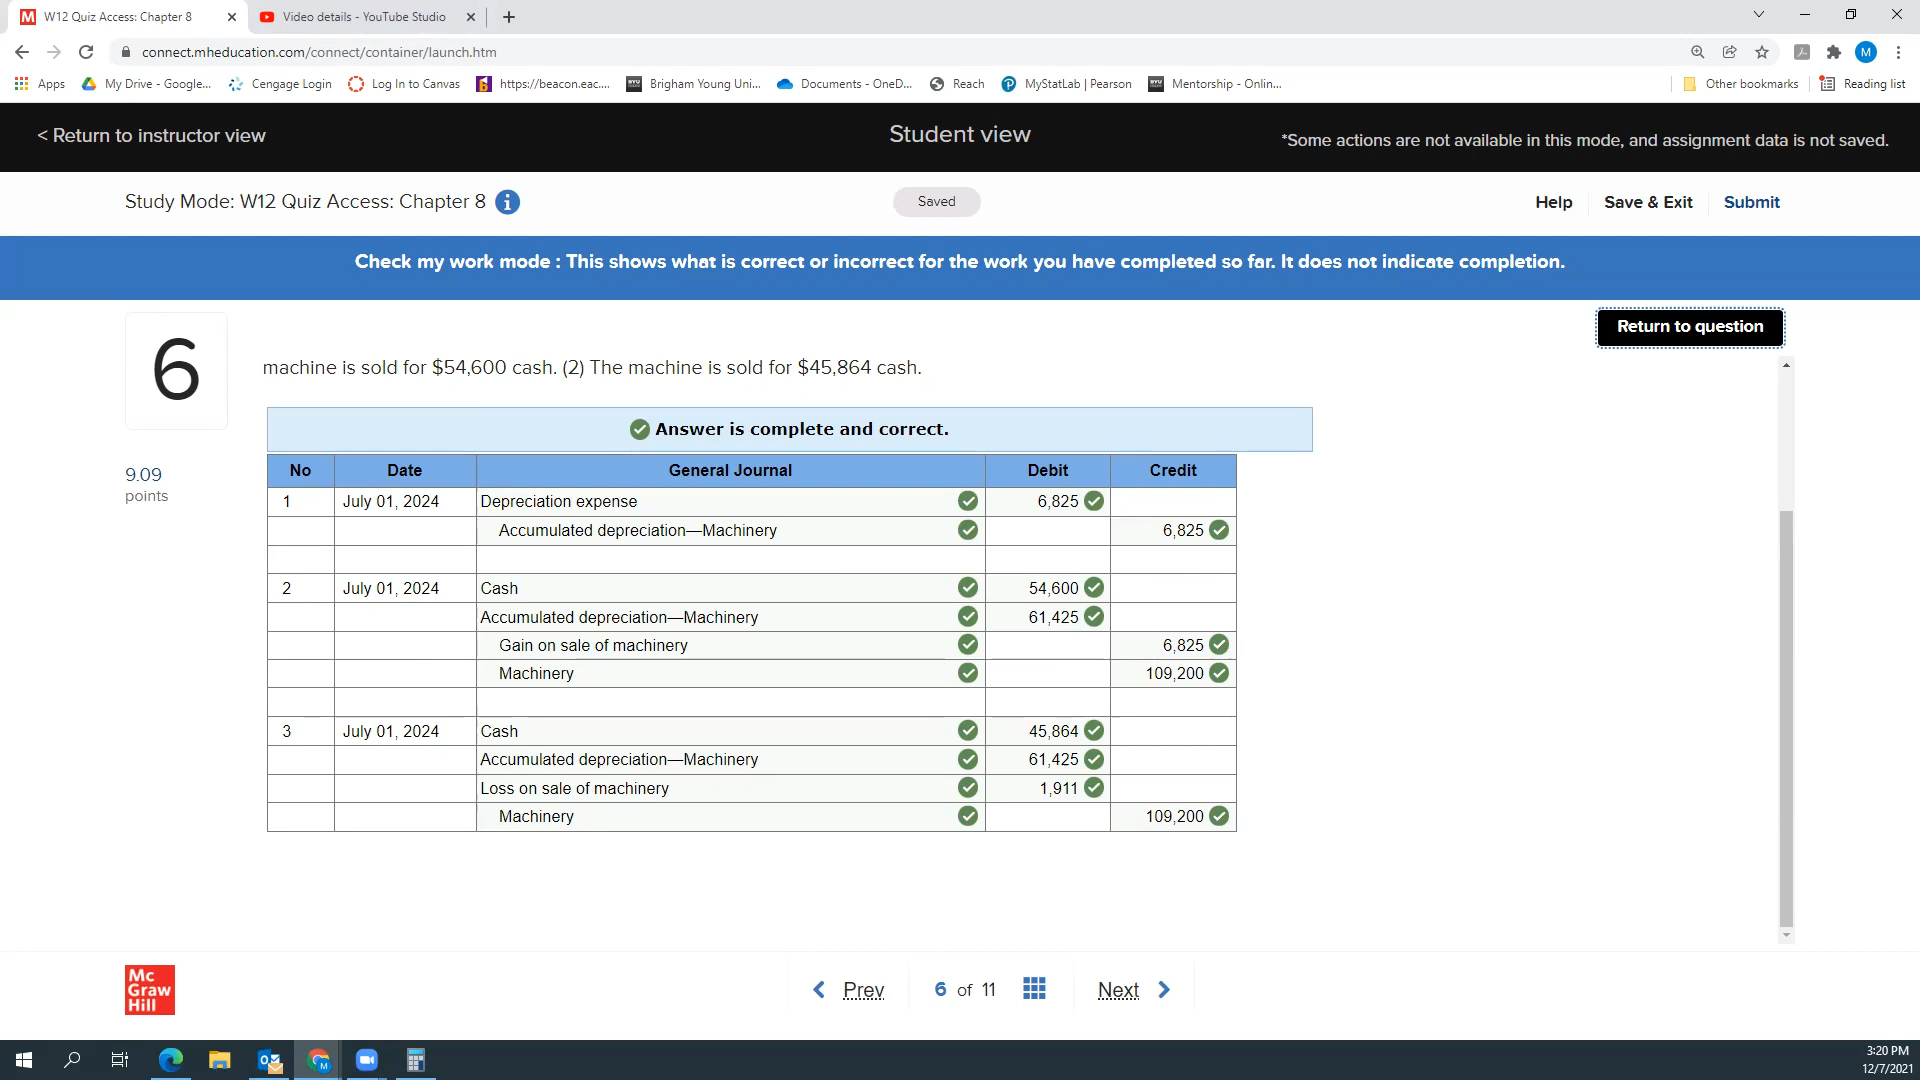 W12 Quiz Access: Chapter 8
Video details - YouTube Studio
connect.mheducation.com/connect/container/launch.htm
M
Apps
My Drive - Google...
Cengage Login
Log In to Canvas
https://beacon.eac....
Brigham Young Uni...
Documents - OneD...
Reach
MyStatLab | Pearson
Mentorship - Onlin...
Other bookmarks
Reading list
< Return to instructor view
Student view
*Some actions are not available in this mode, and assignment data is not saved.
Study Mode: W12 Quiz Access: Chapter 8
Saved
Help
Save & Exit
Submit
Check my work mode : This shows what is correct or incorrect for the work you have completed so far. It does not indicate completion.
6
Return to question
9.09
points
machine is sold for $54,600 cash. (2) The machine is sold for $45,864 cash.
Answer is complete and correct.
No Date General Journal Debit Credit
1 July 01, 2024 Depreciation expense 6,825
Accumulated depreciation—Machinery 6,825
2 July 01, 2024 Cash 54,600
Accumulated depreciation—Machinery 61,425
Gain on sale of machinery 6,825
Machinery 109,200
3 July 01, 2024 Cash 45,864
Accumulated depreciation—Machinery 61,425
Loss on sale of machinery 1,911
Machinery 109,200
Mc
Graw
Hill
Prev
6 of 11
Next
3:20 PM
12/7/2021